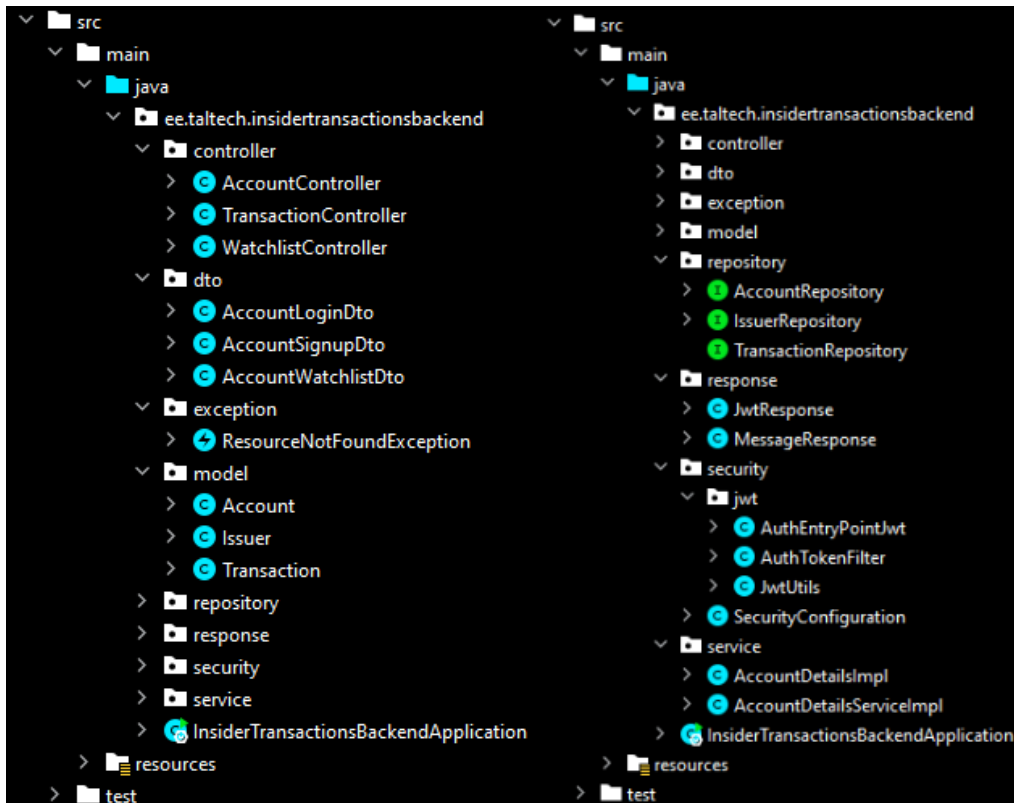 src
main
java
ee.taltech.insidertransactionsbackend
controller
AccountController
TransactionController
WatchlistController
dto
AccountLoginDto
AccountSignupDto
AccountWatchlistDto
exception
ResourceNotFoundException
model
Account
Issuer
Transaction
repository
response
security
service
InsiderTransactionsBackendApplication
resources
test
src
main
java
ee.taltech.insidertransactionsbackend
controller
dto
exception
model
repository
AccountRepository
IssuerRepository
TransactionRepository
response
JwtResponse
MessageResponse
security
jwt
AuthEntryPointJwt
AuthTokenFilter
JwtUtils
SecurityConfiguration
service
AccountDetailsImpl
AccountDetailsServiceImpl
InsiderTransactionsBackendApplication
resources
test